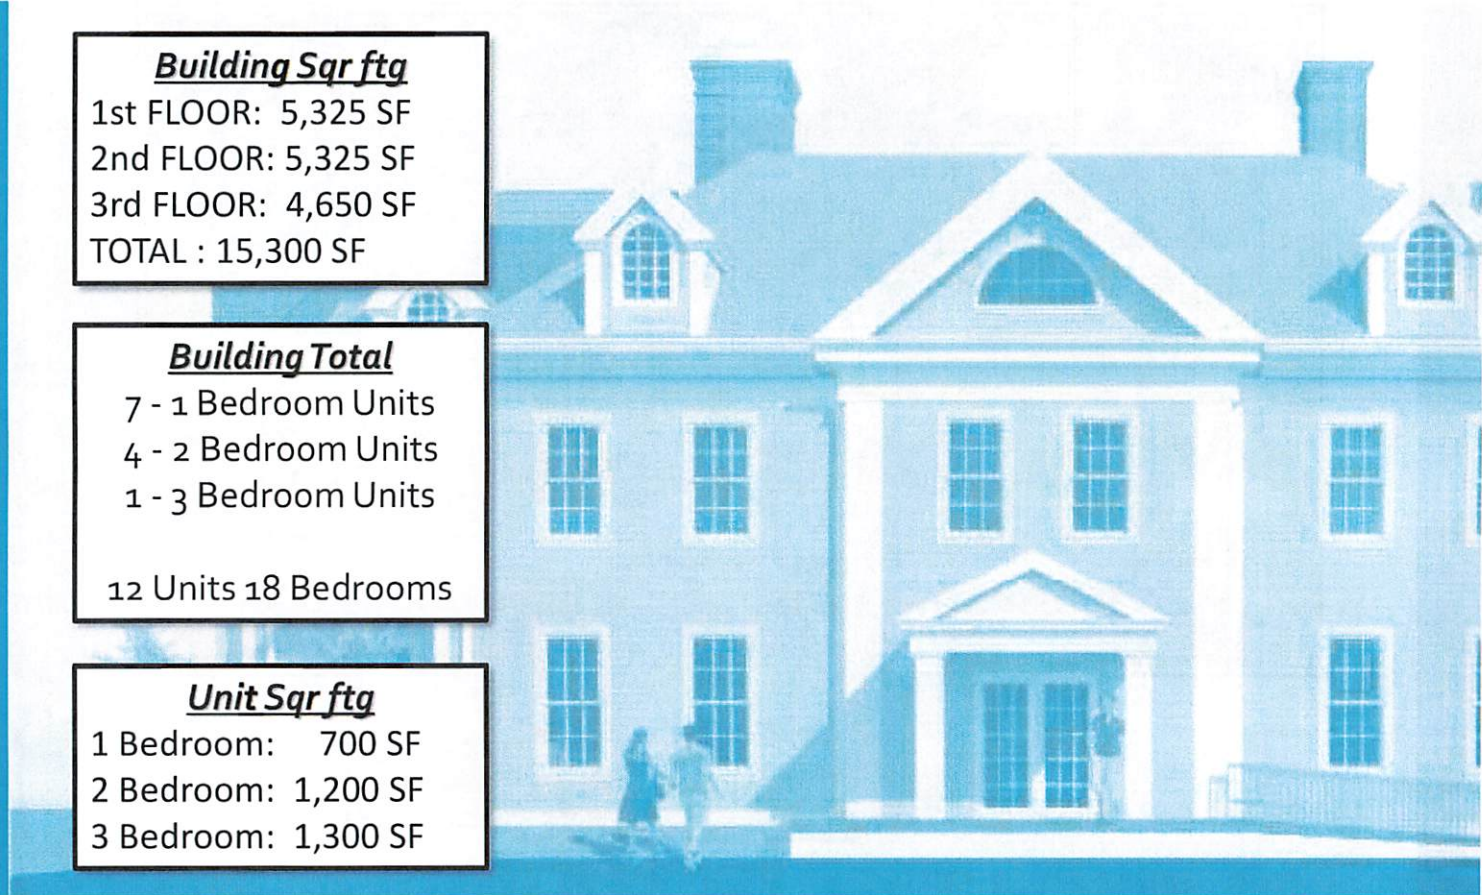 Building Sqr ftg
1st FLOOR: 5,325 SF
2nd FLOOR: 5,325 SF
3rd FLOOR: 4,650 SF
TOTAL : 15,300 SF
Building Total
7 - 1 Bedroom Units
4 - 2 Bedroom Units
1 - 3 Bedroom Units
12 Units 18 Bedrooms
Unit Sqr ftg
1 Bedroom: 700 SF
2 Bedroom: 1,200 SF
3 Bedroom: 1,300 SF